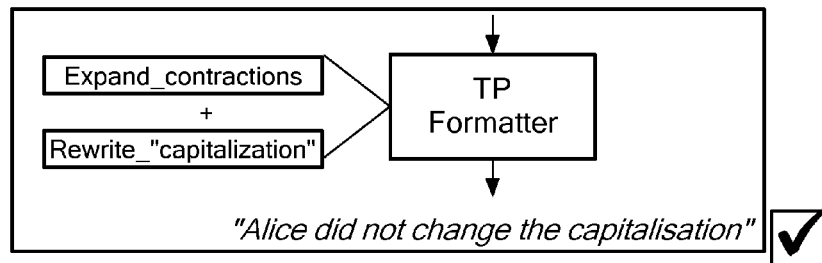 Expand_contractions
+
Rewrite_"capitalization"
TP
Formatter
"Alice did not change the capitalisation"